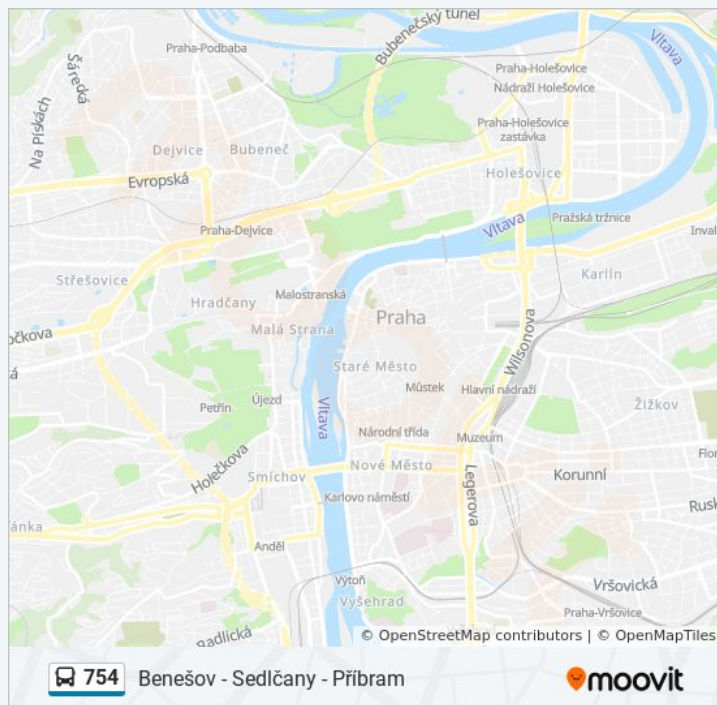 Bubenečský tunel
Praha-Podbaba
Vltava
Šárecká
Praha-Holešovice
Nádraží Holešovice
Na Pískách
Praha-Holešovice
zastávka
Dejvice
Bubeneč
Holešovice
Evropská
Praha-Dejvice
Vltava
Pražská tržnice
Inval
Střešovice
Karlín
Malostranská
Hradčany
Praha
Malá Strana
očkova
Wilsonova
Staré Město
á
Můstek
Hlavní nádraží
Petřín
Újezd
Žižkov
Vltava
Národní třída
Muzeum
Flor
Holečkova
Nové Město
Smíchov
Korunní
Legerova
Karlovo náměstí
Rusk
ánka
Anděl
Výtoň
Vršovická
Vyšehrad
Praha-Vršovice
Radlická
© OpenStreetMap contributors | © OpenMapTiles
754 Benešov - Sedlčany - Příbram
moovit